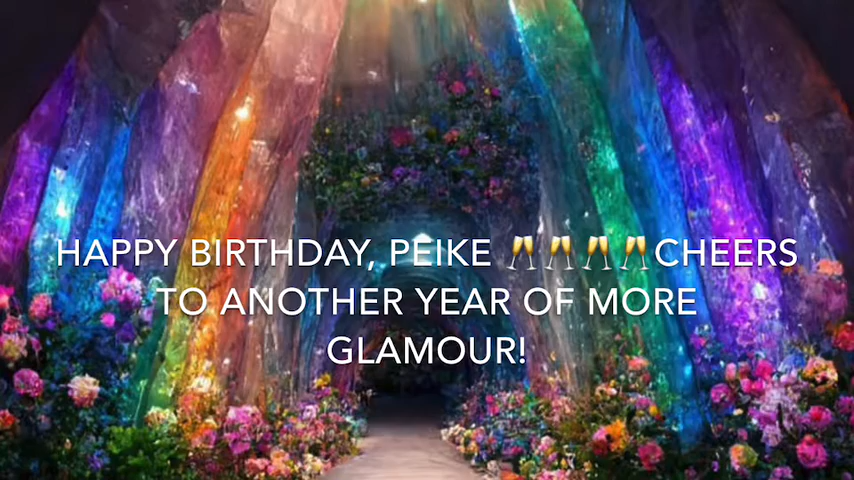 HAPPY BIRTHDAY, PEIKE 🥂🥂🥂🥂CHEERS
TO ANOTHER YEAR OF MORE
GLAMOUR!